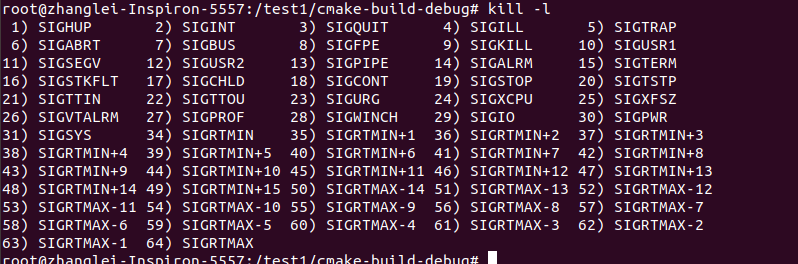 root@zhanglei-Inspiron-5557:/test1/cmake-build-debug# kill -l
1) SIGHUP 2) SIGINT 3) SIGQUIT 4) SIGILL 5) SIGTRAP
6) SIGABRT 7) SIGBUS 8) SIGFPE 9) SIGKILL 10) SIGUSR1
11) SIGSEGV 12) SIGUSR2 13) SIGPIPE 14) SIGALRM 15) SIGTERM
16) SIGSTKFLT 17) SIGCHLD 18) SIGCONT 19) SIGSTOP 20) SIGTSTP
21) SIGTTIN 22) SIGTTOU 23) SIGURG 24) SIGXCPU 25) SIGXFSZ
26) SIGVTALRM 27) SIGPROF 28) SIGWINCH 29) SIGIO 30) SIGPWR
31) SIGSYS 34) SIGRTMIN 35) SIGRTMIN+1 36) SIGRTMIN+2 37) SIGRTMIN+3
38) SIGRTMIN+4 39) SIGRTMIN+5 40) SIGRTMIN+6 41) SIGRTMIN+7 42) SIGRTMIN+8
43) SIGRTMIN+9 44) SIGRTMIN+10 45) SIGRTMIN+11 46) SIGRTMIN+12 47) SIGRTMIN+13
48) SIGRTMIN+14 49) SIGRTMIN+15 50) SIGRTMAX-14 51) SIGRTMAX-13 52) SIGRTMAX-12
53) SIGRTMAX-11 54) SIGRTMAX-10 55) SIGRTMAX-9 56) SIGRTMAX-8 57) SIGRTMAX-7
58) SIGRTMAX-6 59) SIGRTMAX-5 60) SIGRTMAX-4 61) SIGRTMAX-3 62) SIGRTMAX-2
63) SIGRTMAX-1 64) SIGRTMAX
root@zhanglei-Inspiron-5557:/test1/cmake-build-debug#